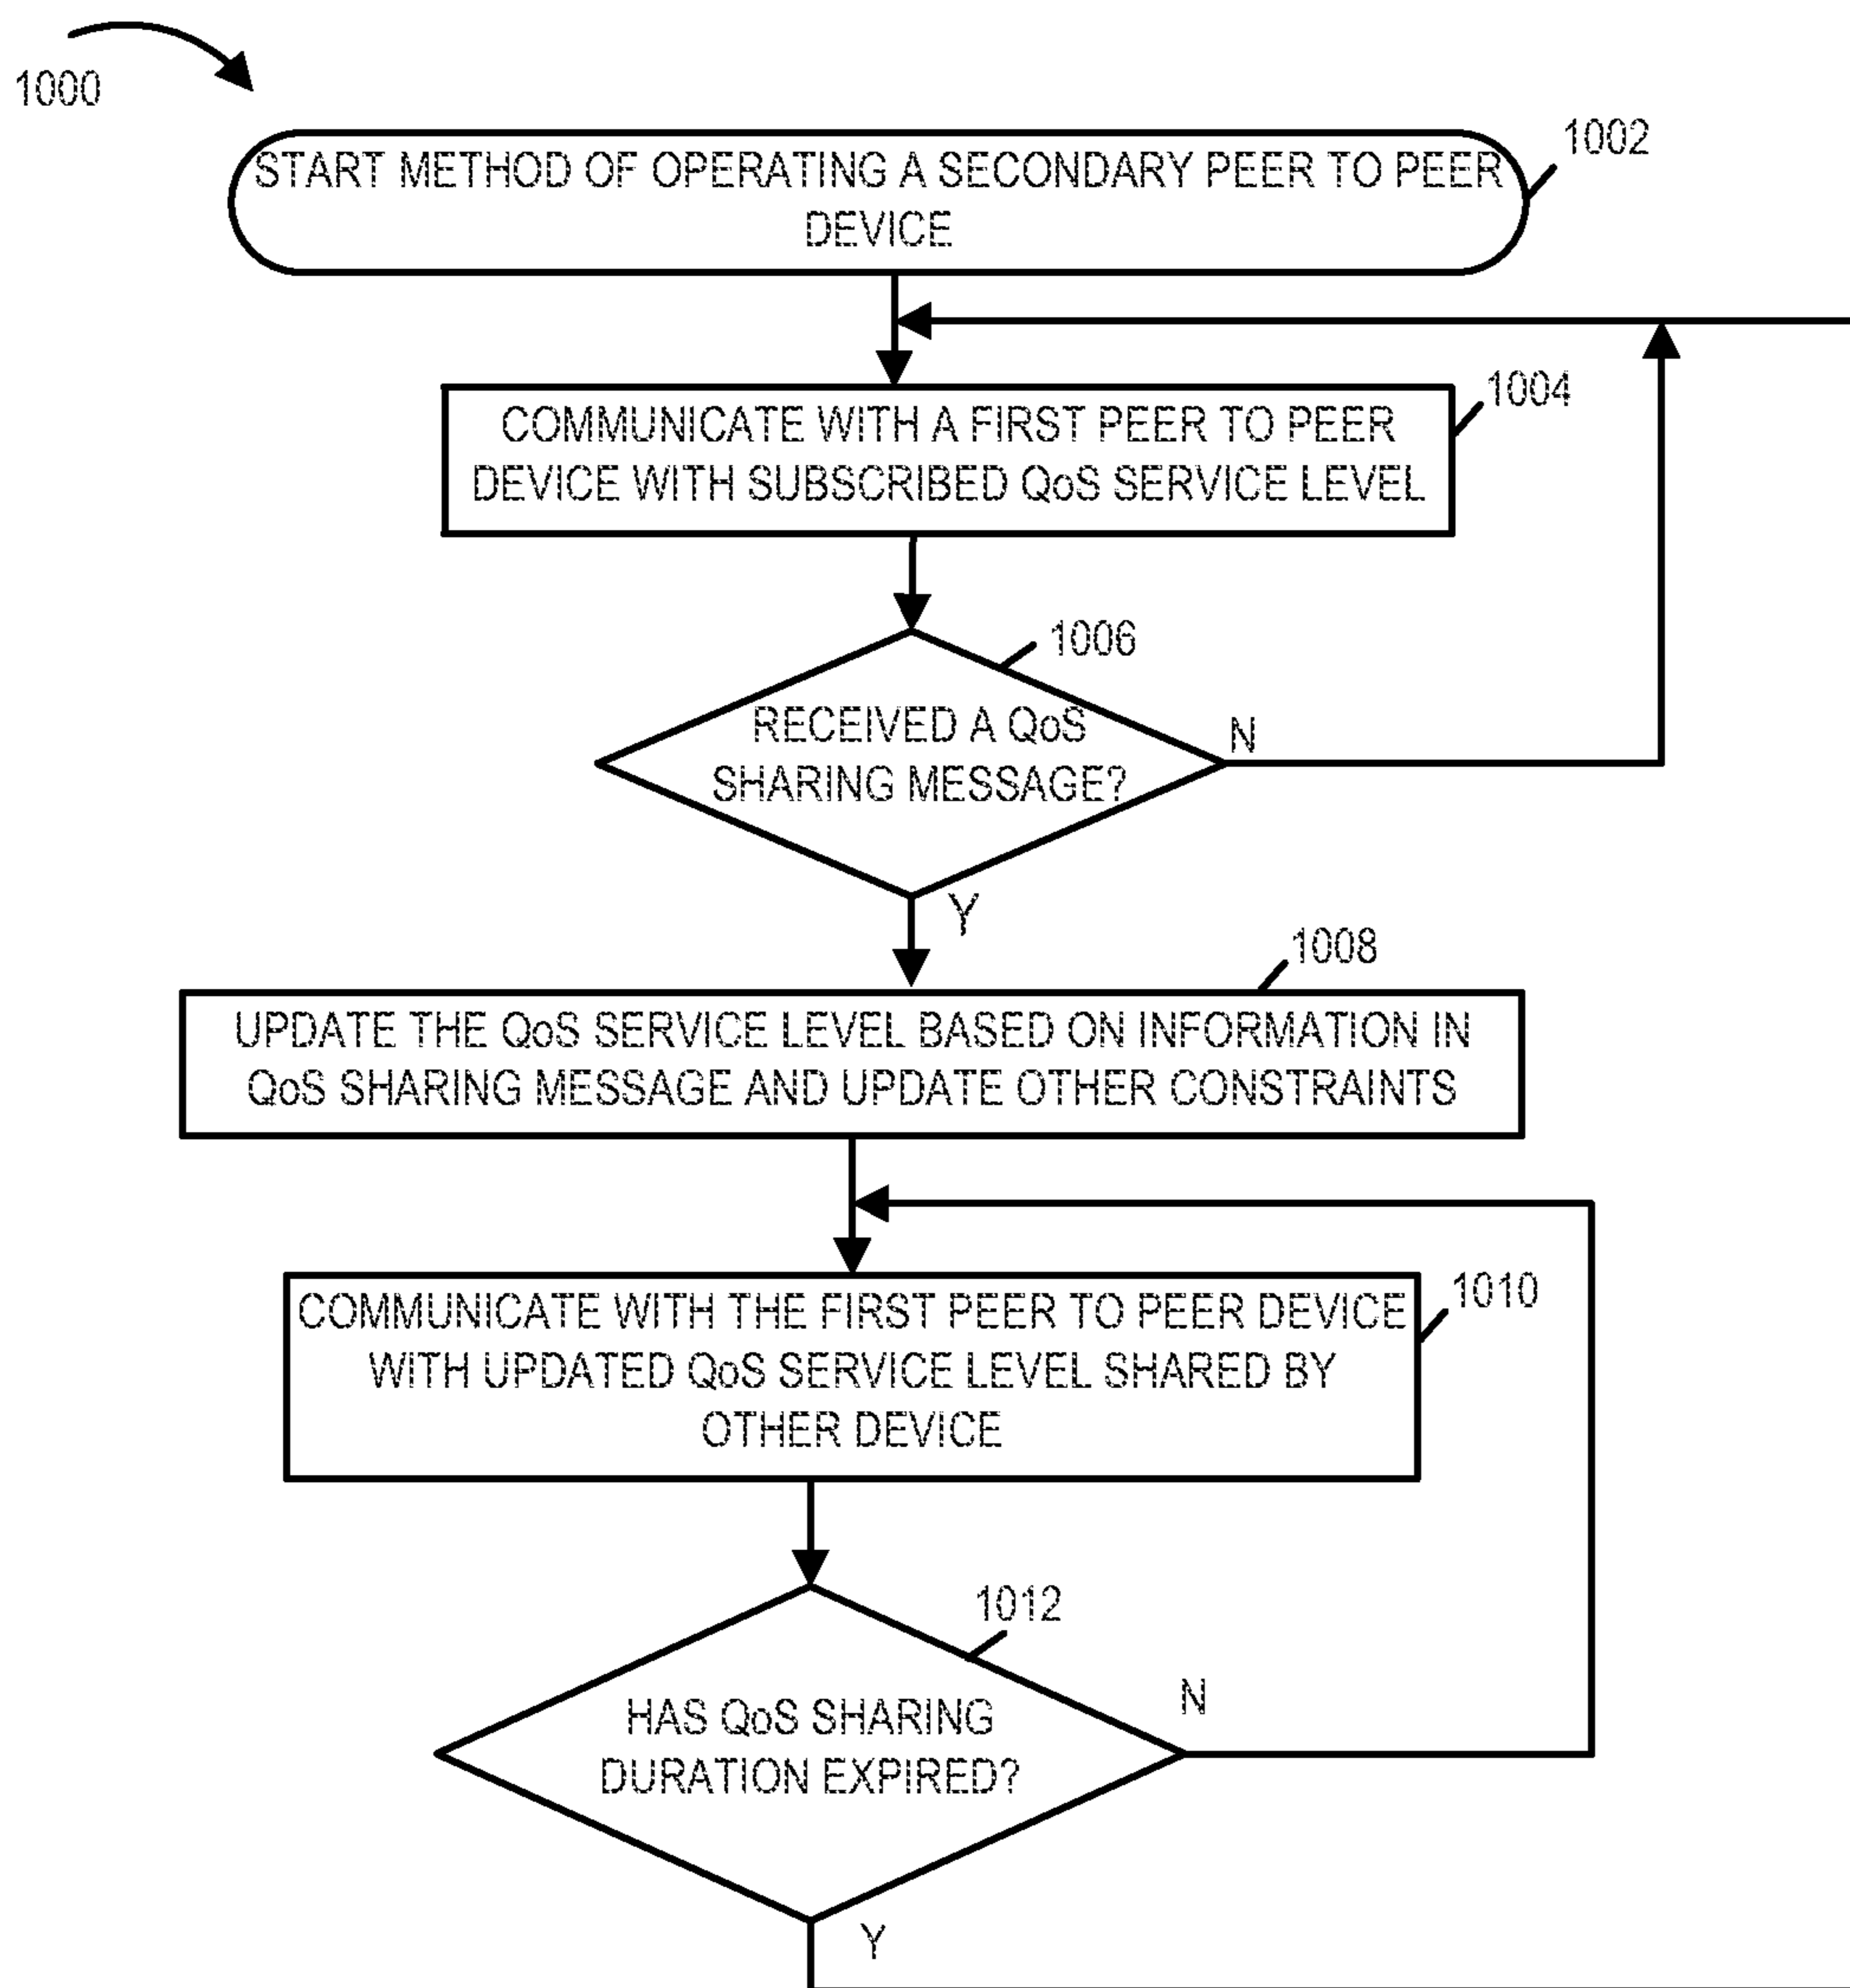 1000
1002
START METHOD OF OPERATING A SECONDARY PEER TO PEER
DEVICE
1004
COMMUNICATE WITH A FIRST PEER TO PEER
DEVICE WITH SUBSCRIBED QoS SERVICE LEVEL
1006
RECEIVED A QoS
SHARING MESSAGE?
N
Y
1008
UPDATE THE QoS SERVICE LEVEL BASED ON INFORMATION IN
QoS SHARING MESSAGE AND UPDATE OTHER CONSTRAINTS
1010
COMMUNICATE WITH THE FIRST PEER TO PEER DEVICE
WITH UPDATED QoS SERVICE LEVEL SHARED BY
OTHER DEVICE
1012
HAS QoS SHARING
DURATION EXPIRED?
N
Y